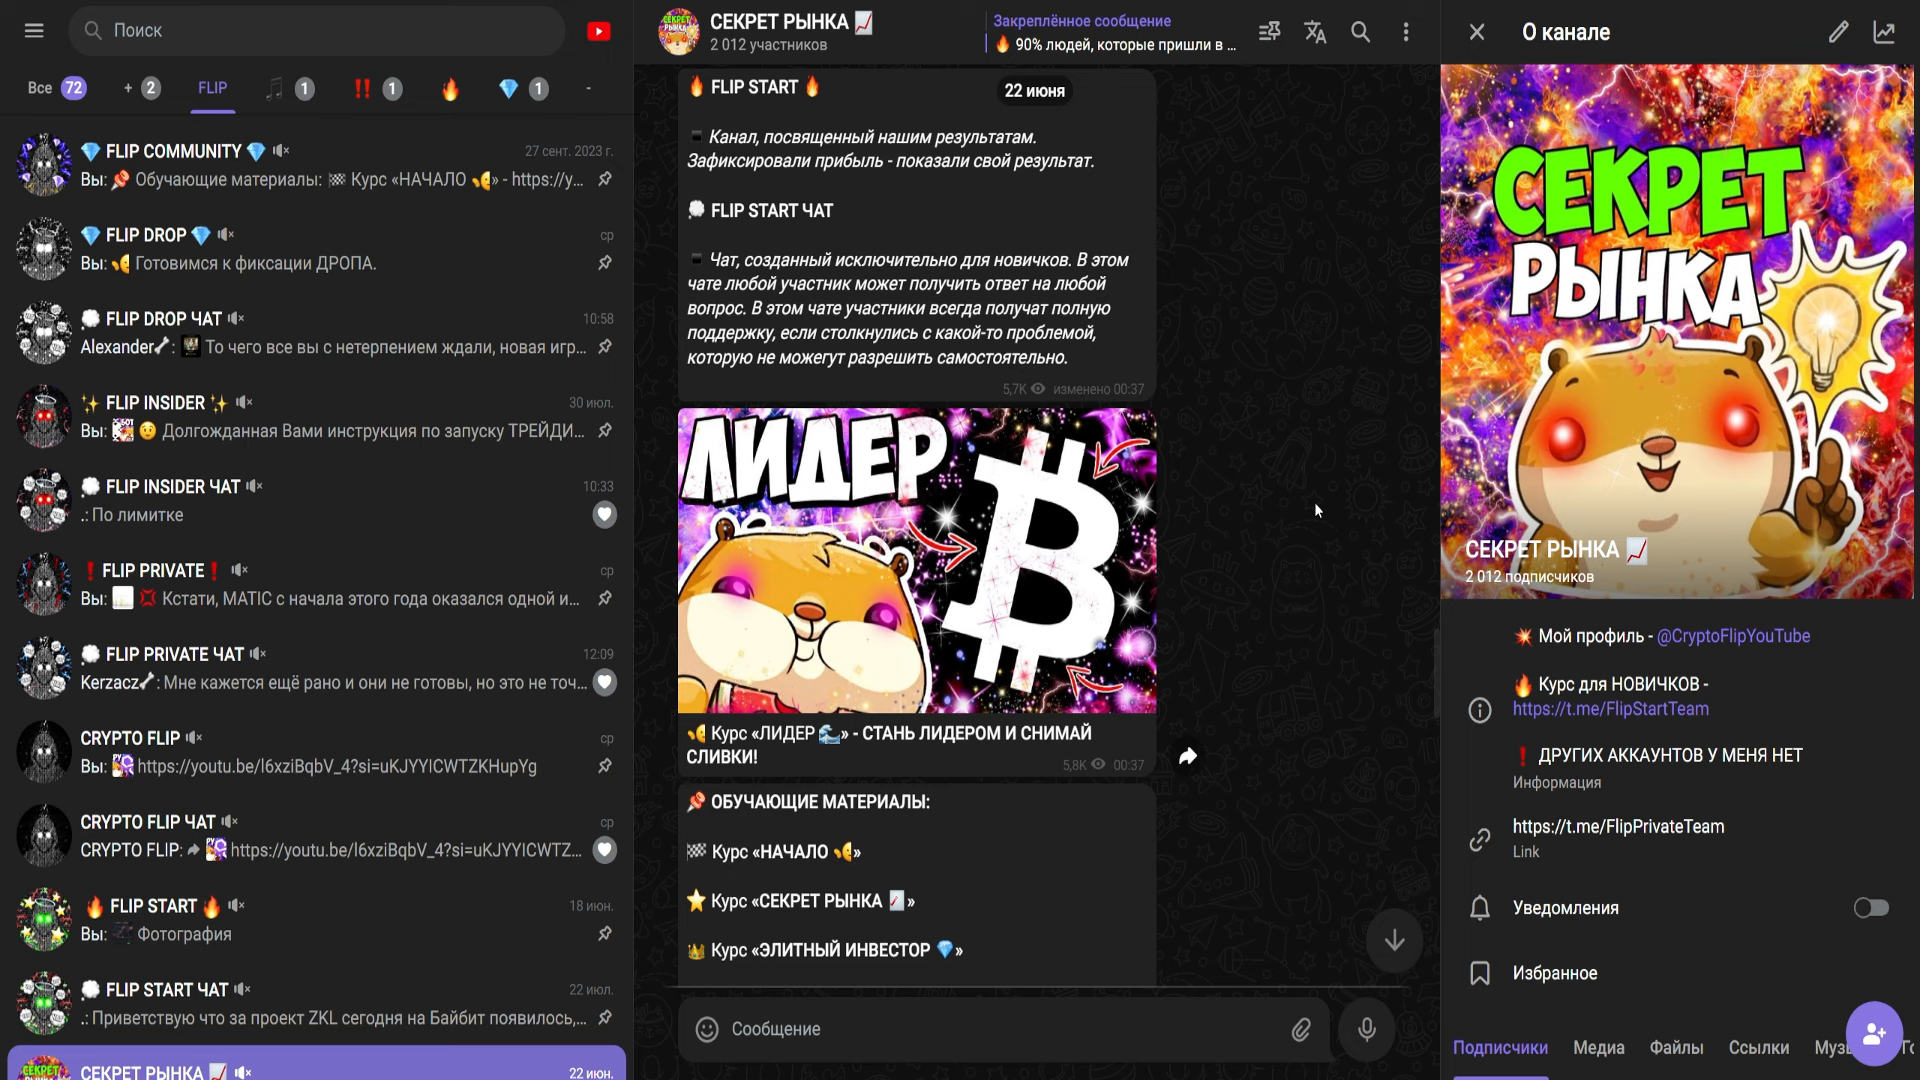 Поиск
Все 72
+ 2
FLIP
1
1
1
-
FLIP COMMUNITY
27 сент. 2023 г.
Вы: 📌 Обучающие материалы: 🏁 Курс «НАЧАЛО 🤏» - https://y...
FLIP DROP
ср
Вы: Готовимся к фиксации ДРОПА.
FLIP DROP ЧАТ
10:58
Alexander🦴: То чего все вы с нетерпением ждали, новая игр...
✨ FLIP INSIDER ✨
30 июл.
Вы: Долгожданная Вами инструкция по запуску ТРЕЙДИ...
FLIP INSIDER ЧАТ
10:33
.: По лимитке
❗ FLIP PRIVATE ❗
ср
Вы: Кстати, MATIC с начала этого года оказался одной и...
FLIP PRIVATE ЧАТ
12:09
Kerzacz🦴: Мне кажется ещё рано и они не готовы, но это не точ...
CRYPTO FLIP
ср
Вы: https://youtu.be/l6xziBqbV_4?si=uKJYYICWTZKHupYg
CRYPTO FLIP ЧАТ
ср
CRYPTO FLIP: https://youtu.be/l6xziBqbV_4?si=uKJYYICWTZ...
🔥 FLIP START 🔥
18 июн.
Вы: Фотография
FLIP START ЧАТ
22 июл.
.: Приветствую что за проект ZKL сегодня на Байбит появилось,...
СЕКРЕТ РЫНКА
22 июн.
СЕКРЕТ РЫНКА
2 012 участников
Закреплённое сообщение
🔥 90% людей, которые пришли в ...
22 июня
🔥 FLIP START 🔥
▪ Канал, посвященный нашим результатам.
Зафиксировали прибыль - показали свой результат.
💭 FLIP START ЧАТ
▪ Чат, созданный исключительно для новичков. В этом
чате любой участник может получить ответ на любой
вопрос. В этом чате участники всегда получат полную
поддержку, если столкнулись с какой-то проблемой,
которую не можегут разрешить самостоятельно.
5,7K изменено 00:37
ЛИДЕР
Курс «ЛИДЕР 🌊» - СТАНЬ ЛИДЕРОМ И СНИМАЙ
СЛИВКИ!
5,8K 00:37
📌 ОБУЧАЮЩИЕ МАТЕРИАЛЫ:
🏁 Курс «НАЧАЛО»
⭐ Курс «СЕКРЕТ РЫНКА»
👑 Курс «ЭЛИТНЫЙ ИНВЕСТОР 💎»
Сообщение
О канале
СЕКРЕТ
РЫНКА
СЕКРЕТ РЫНКА
2 012 подписчиков
💥 Мой профиль - @CryptoFlipYouTube
🔥 Курс для НОВИЧКОВ -
https://t.me/FlipStartTeam
❗ ДРУГИХ АККАУНТОВ У МЕНЯ НЕТ
Информация
https://t.me/FlipPrivateTeam
Link
Уведомления
Избранное
Подписчики Медиа Файлы Ссылки